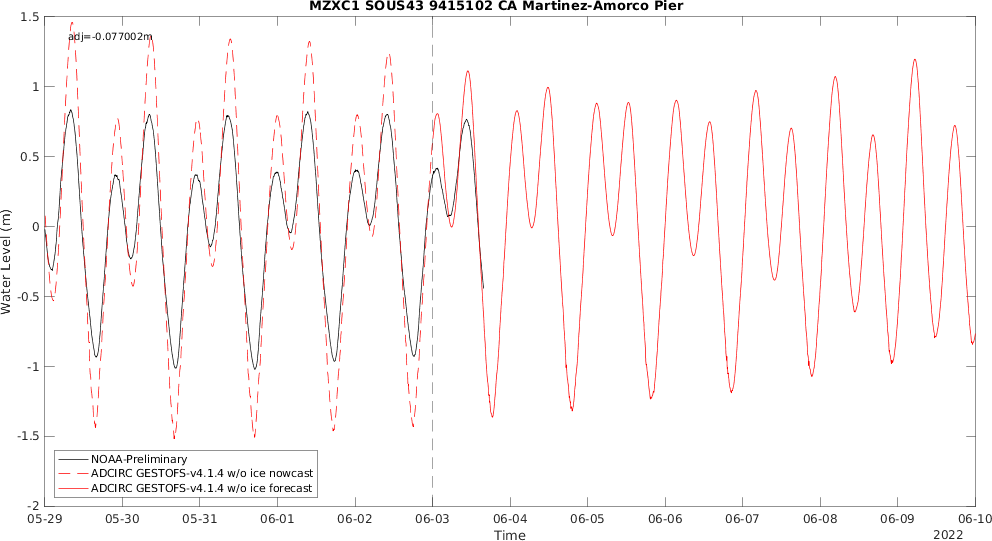 MZXC1 SOUS43 9415102 CA Martinez-Amorco Pier
adj=-0.077002m
1.5
1
0.5
0
-0.5
-1
-1.5
-2
Water Level (m)
NOAA-Preliminary
ADCIRC GESTOFS-v4.1.4 w/o ice nowcast
ADCIRC GESTOFS-v4.1.4 w/o ice forecast
05-29 05-30 05-31 06-01 06-02 06-03 06-04 06-05 06-06 06-07 06-08 06-09 06-10
Time
2022